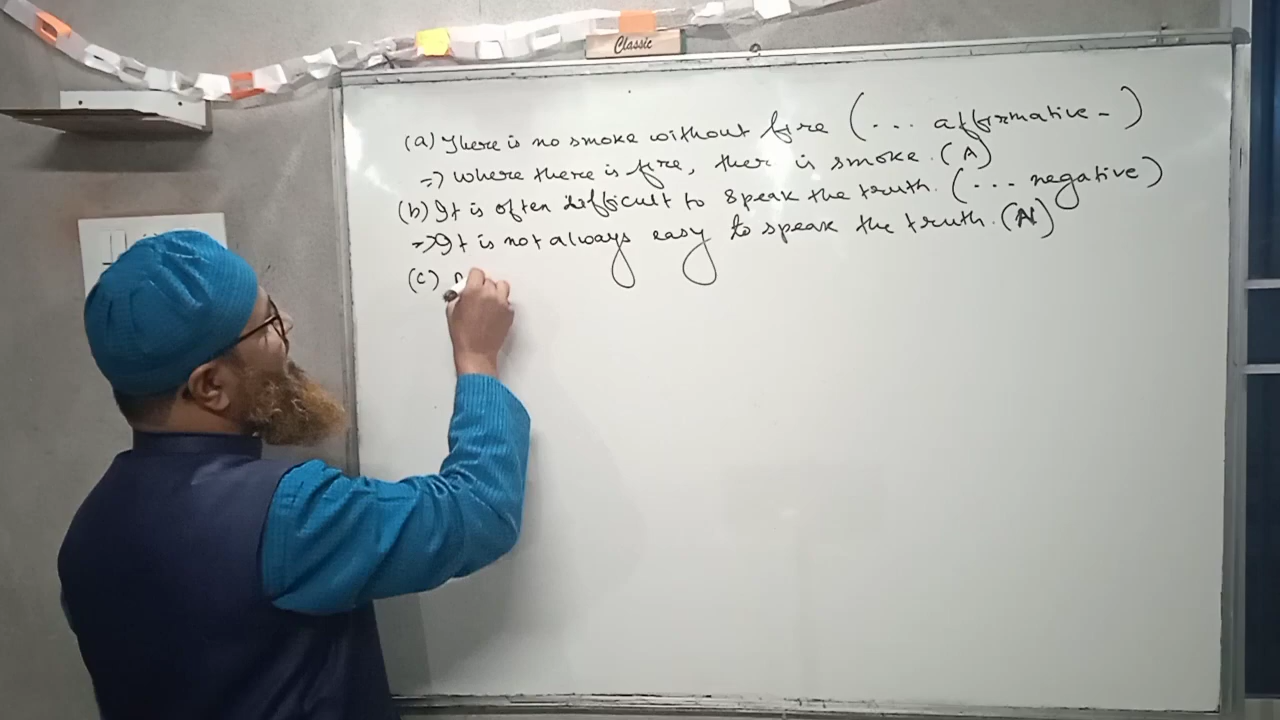 Classic
(a) There is no smoke without fire (... affirmative - )
=> Where there is fire, ther is smoke. (A)
(b) It is often difficult to speak the truth. (... negative)
=> It is not always easy to speak the truth. (N)
(c)